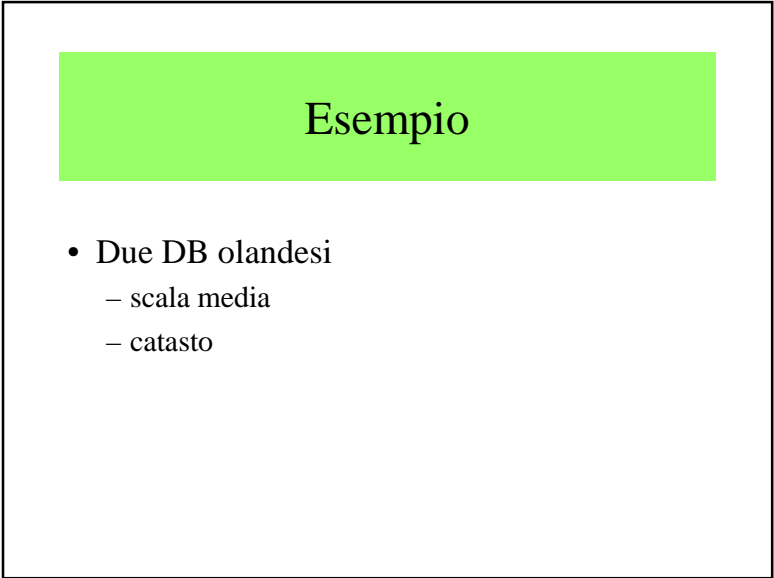 Esempio
• Due DB olandesi
– scala media
– catasto